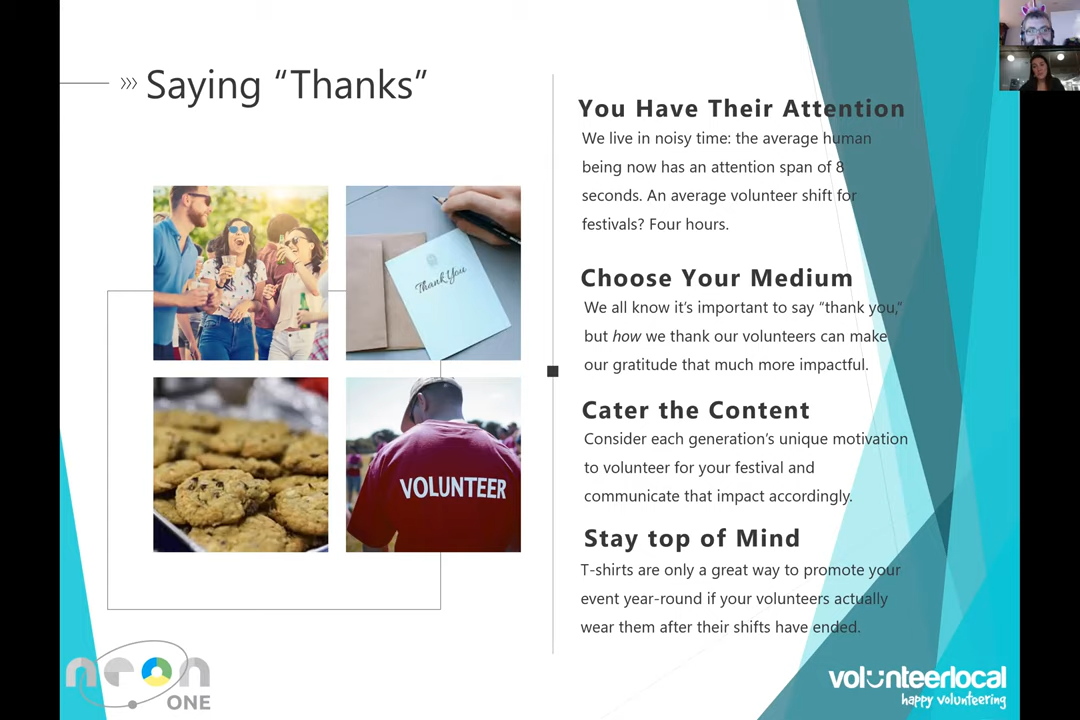 Saying “Thanks”
Thank You
VOLUNTEER
You Have Their Attention
We live in noisy time: the average human
being now has an attention span of 8
seconds. An average volunteer shift for
festivals? Four hours.
Choose Your Medium
We all know it’s important to say “thank you,”
but how we thank our volunteers can make
our gratitude that much more impactful.
Cater the Content
Consider each generation’s unique motivation
to volunteer for your festival and
communicate that impact accordingly.
Stay top of Mind
T-shirts are only a great way to promote your
event year-round if your volunteers actually
wear them after their shifts have ended.
neon
ONE
volunteerlocal
happy volunteering